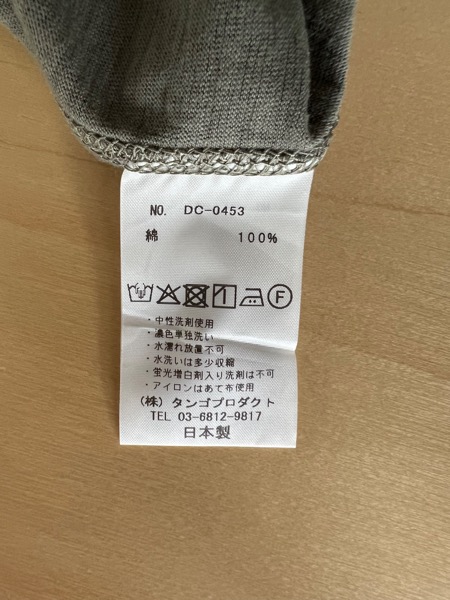 NO. DC-0453
綿 100%
・中性洗剤使用
・濃色単独洗い
・水濡れ放置不可
・水洗いは多少収縮
・蛍光増白剤入り洗剤は不可
・アイロンはあて布使用
(株) タンゴプロダクト
TEL 03-6812-9817
日本製